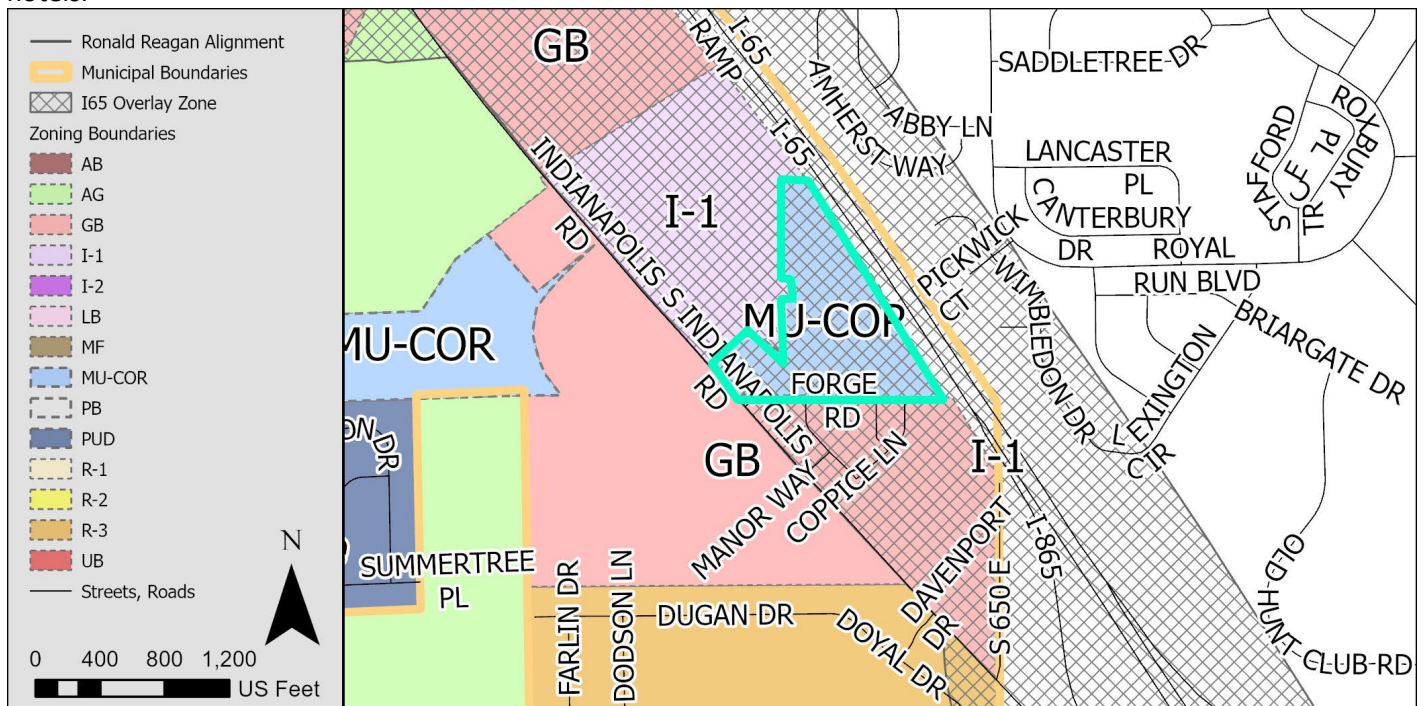 hotels.
Ronald Reagan Alignment
Municipal Boundaries
I65 Overlay Zone
Zoning Boundaries
AB
AG
GB
I-1
I-2
LB
MF
MU-COR
PB
PUD
R-1
R-2
R-3
UB
Streets, Roads
N
0 400 800 1,200
US Feet
GB
RAMP
I-65
I-65
AMHERST WAY
ABBY LN
SADDLETREE DR
ROXBURY
PL
STAFFORD
TRCE
LANCASTER
PL
CANTERBURY
DR
ROYAL
RUN BLVD
BRIARGATE DR
INDIANAPOLIS
RD
I-1
S INDIANAPOLIS
RD
PICKWICK
CT
WIMBLEDON DR
LEXINGTON
CIR
MU-COR
MU-COR
FORGE
RD
GB
MANOR WAY
COPPICE LN
I-1
I-865
S 650 E
DAVENPORT
DR
ON DR
SUMMERTREE
PL
FARLIN DR
DODSON LN
DUGAN DR
DOYAL DR
OLD HUNT CLUB RD